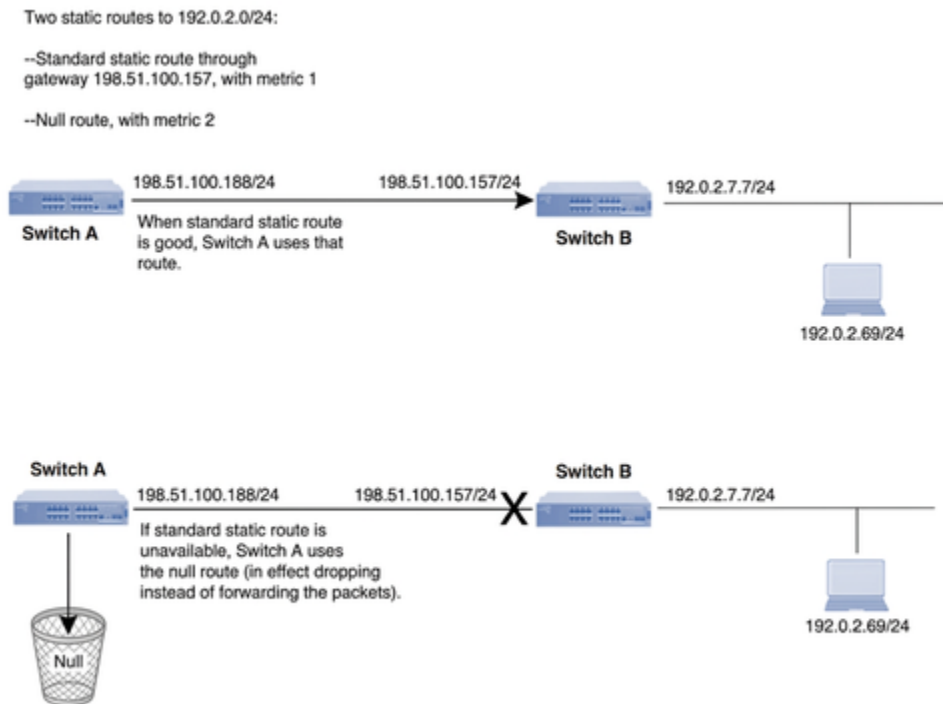 Two static routes to 192.0.2.0/24:
--Standard static route through
gateway 198.51.100.157, with metric 1
--Null route, with metric 2
198.51.100.188/24
198.51.100.157/24
192.0.2.7.7/24
Switch A
When standard static route
is good, Switch A uses that
route.
Switch B
192.0.2.69/24
Switch A
Switch B
198.51.100.188/24
198.51.100.157/24
X
192.0.2.7.7/24
If standard static route is
unavailable, Switch A uses
the null route (in effect dropping
instead of forwarding the packets).
192.0.2.69/24
Null